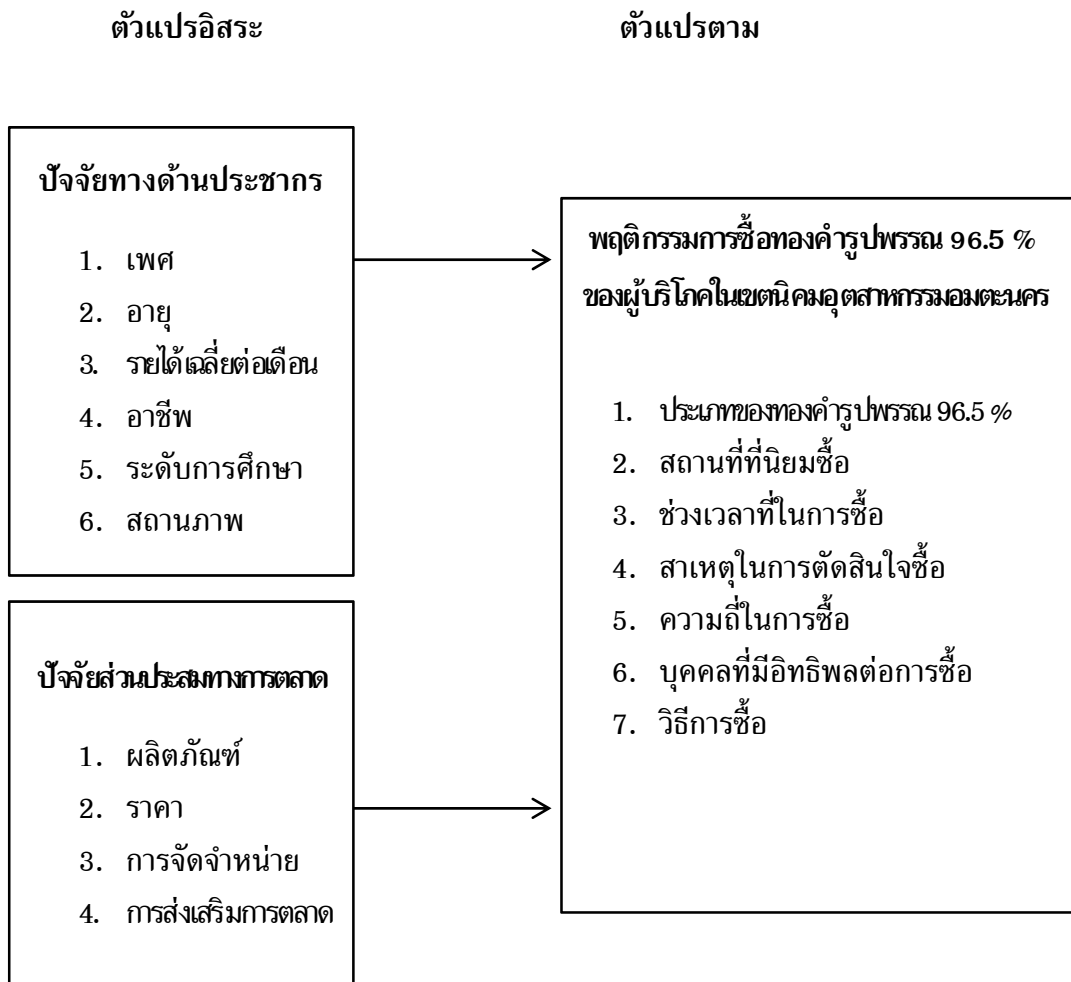 ตัวแปรอิสระ
ตัวแปรตาม
ปัจจัยทางด้านประชากร
1. เพศ
2. อายุ
3. รายได้เฉลี่ยต่อเดือน
4. อาชีพ
5. ระดับการศึกษา
6. สถานภาพ
ปัจจัยส่วนประสมทางการตลาด
1. ผลิตภัณฑ์
2. ราคา
3. การจัดจำหน่าย
4. การส่งเสริมการตลาด
พฤติกรรมการซื้อทองคำรูปพรรณ 96.5 %
ของผู้บริโภคในเขตนิคมอุตสาหกรรมอมตะนคร
1. ประเภทของทองคำรูปพรรณ 96.5 %
2. สถานที่ที่นิยมซื้อ
3. ช่วงเวลาที่ในการซื้อ
4. สาเหตุในการตัดสินใจซื้อ
5. ความถี่ในการซื้อ
6. บุคคลที่มีอิทธิพลต่อการซื้อ
7. วิธีการซื้อ